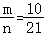 m/n = 10/21